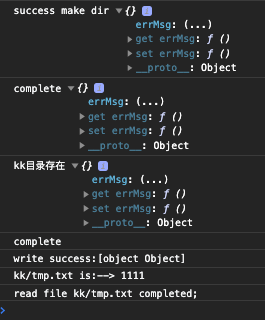 success make dir ▼{} i
errMsg: (...)
▶get errMsg: ƒ ()
▶set errMsg: ƒ ()
▶__proto__: Object
complete ▼{} i
errMsg: (...)
▶get errMsg: ƒ ()
▶set errMsg: ƒ ()
▶__proto__: Object
kk目录存在 ▼{} i
errMsg: (...)
▶get errMsg: ƒ ()
▶set errMsg: ƒ ()
▶__proto__: Object
complete
write success:[object Object]
kk/tmp.txt is:--> 1111
read file kk/tmp.txt completed;
>